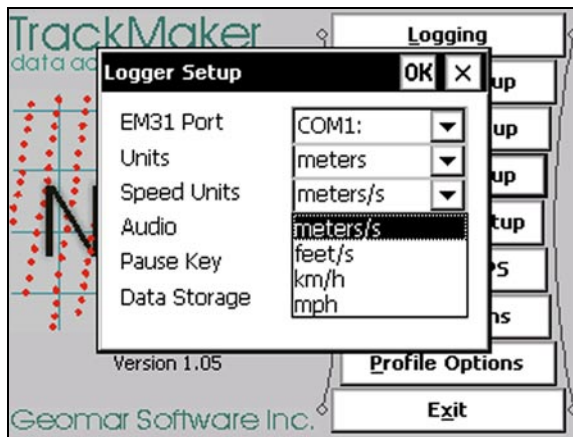 TrackMaker
data ac
Logging
Logger Setup
OK
up
EM31 Port
COM1:
up
Units
meters
Speed Units
meters/s
up
Audio
meters/s
tup
feet/s
Pause Key
km/h
PS
Data Storage
mph
ns
N
Version 1.05
Profile Options
Geomar Software Inc.
Exit